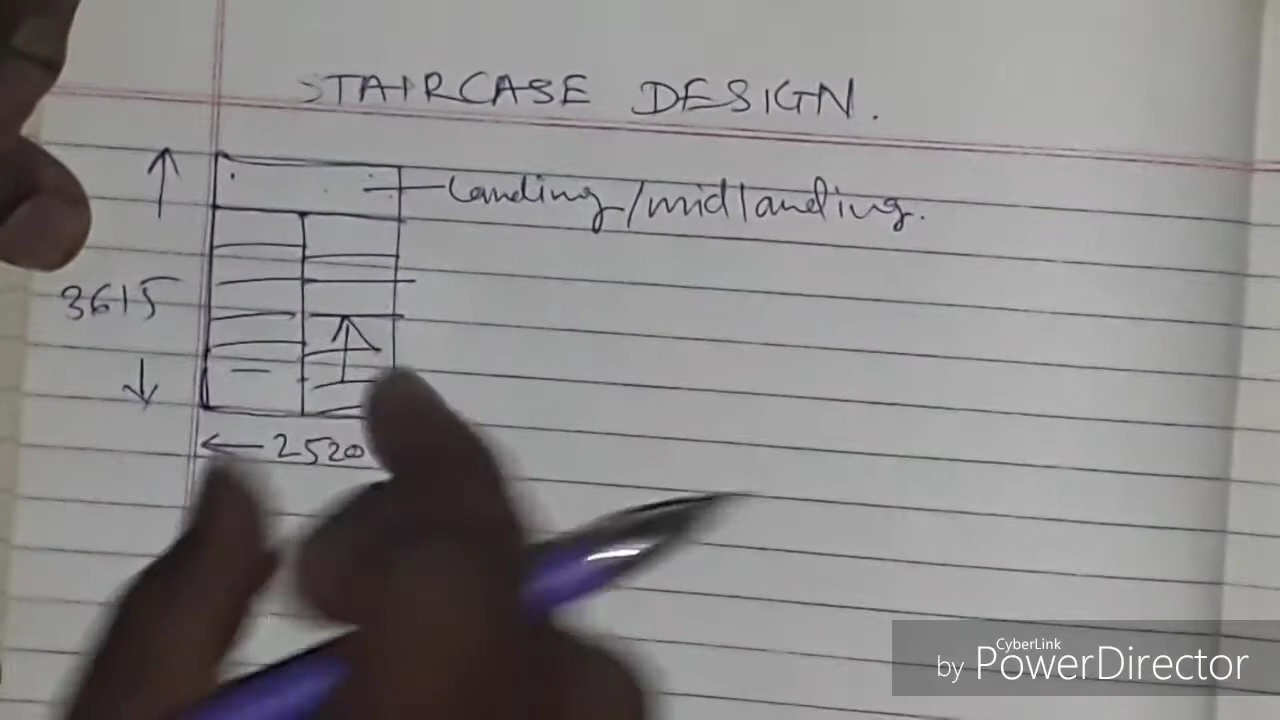 STAIRCASE DESIGN.
Landing/midlanding.
3615
2520
CyberLink
by PowerDirector